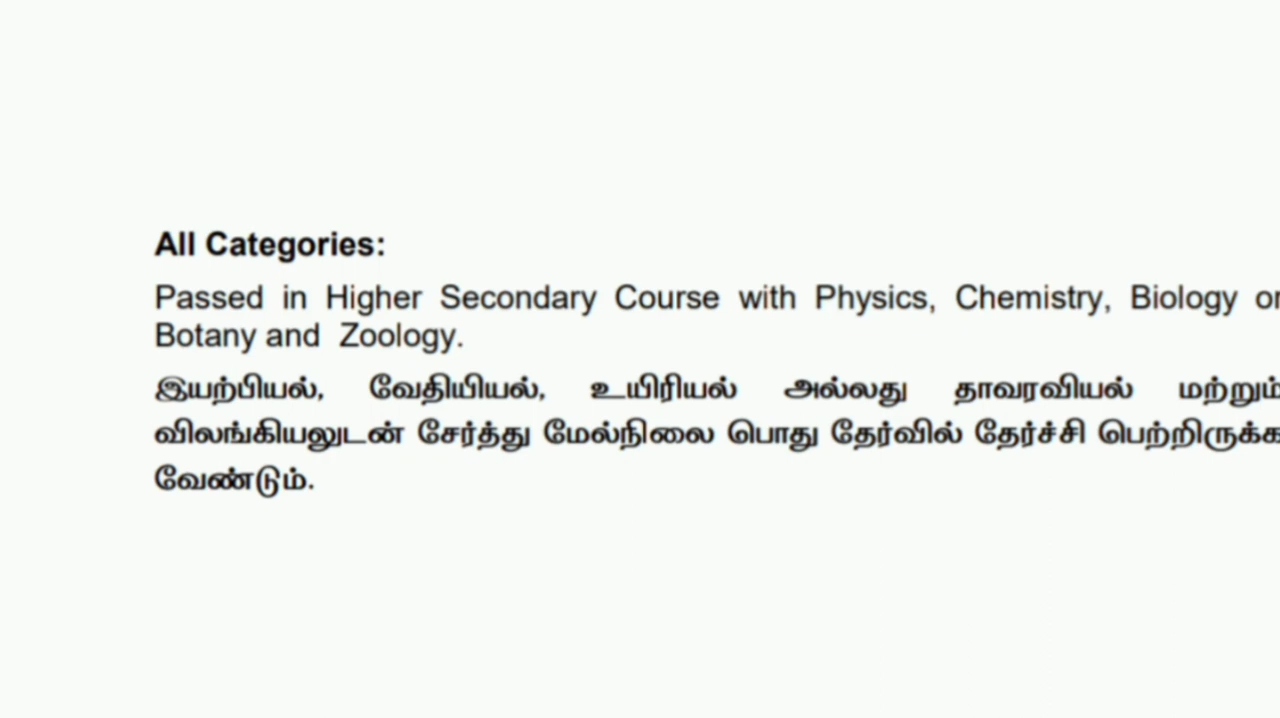 All Categories:
Passed in Higher Secondary Course with Physics, Chemistry, Biology or
Botany and Zoology.
இயற்பியல், வேதியியல், உயிரியல் அல்லது தாவரவியல் மற்றும்
விலங்கியலுடன் சேர்த்து மேல்நிலை பொது தேர்வில் தேர்ச்சி பெற்றிருக்க
வேண்டும்.